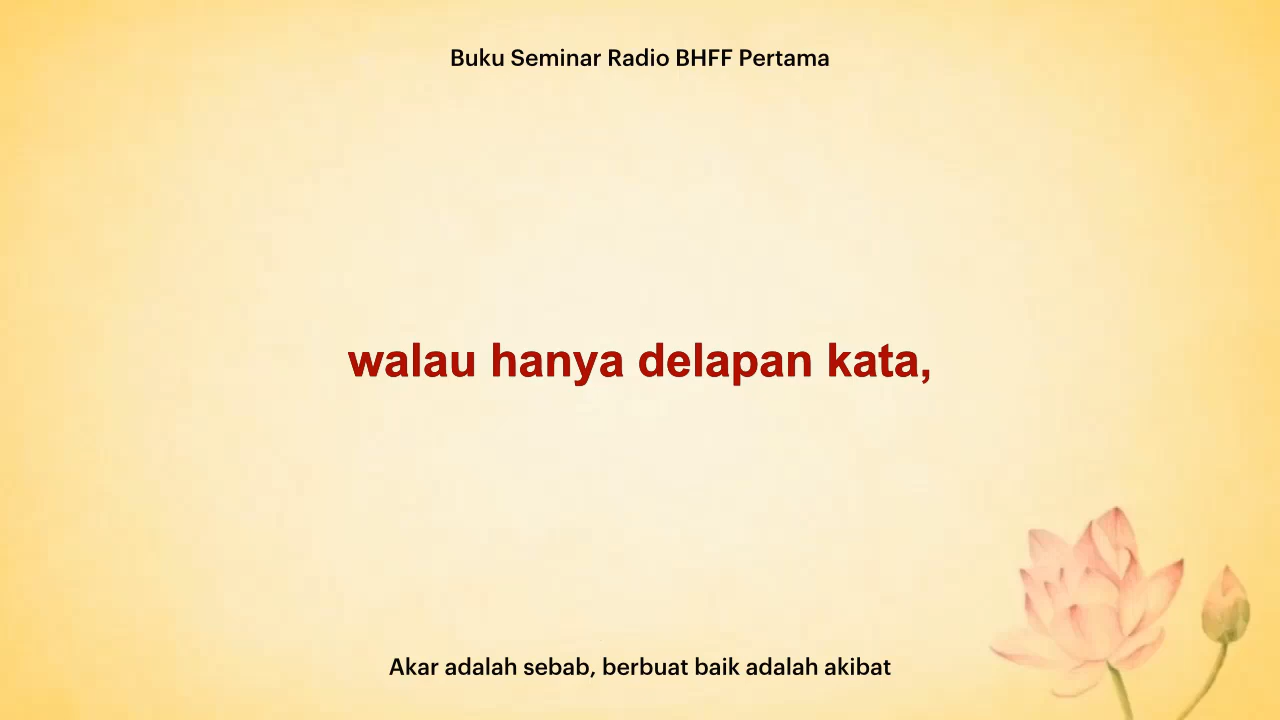 Buku Seminar Radio BHFF Pertama
walau hanya delapan kata,
Akar adalah sebab, berbuat baik adalah akibat